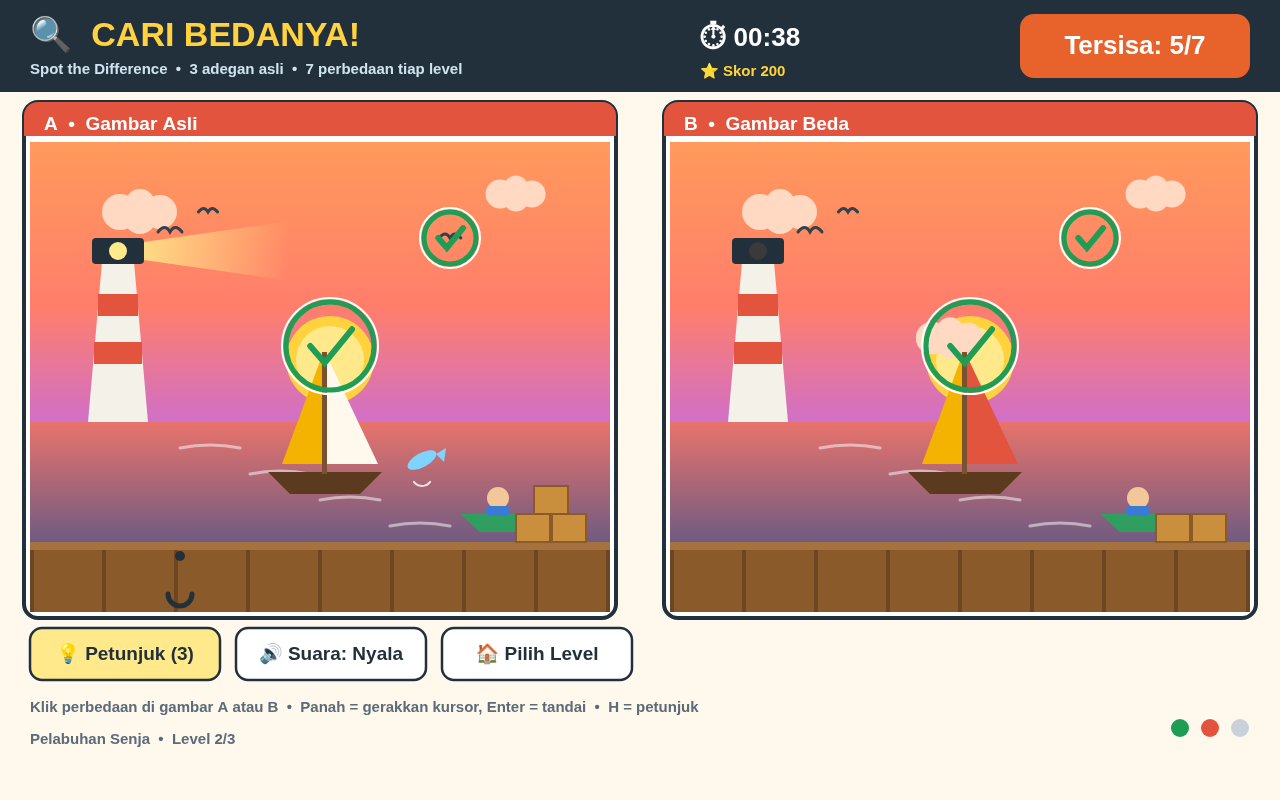 CARI BEDANYA!
Spot the Difference • 3 adegan asli • 7 perbedaan tiap level
00:38
Skor 200
Tersisa: 5/7
A • Gambar Asli
B • Gambar Beda
Petunjuk (3)
Suara: Nyala
Pilih Level
Klik perbedaan di gambar A atau B • Panah = gerakkan kursor, Enter = tandai • H = petunjuk
Pelabuhan Senja • Level 2/3